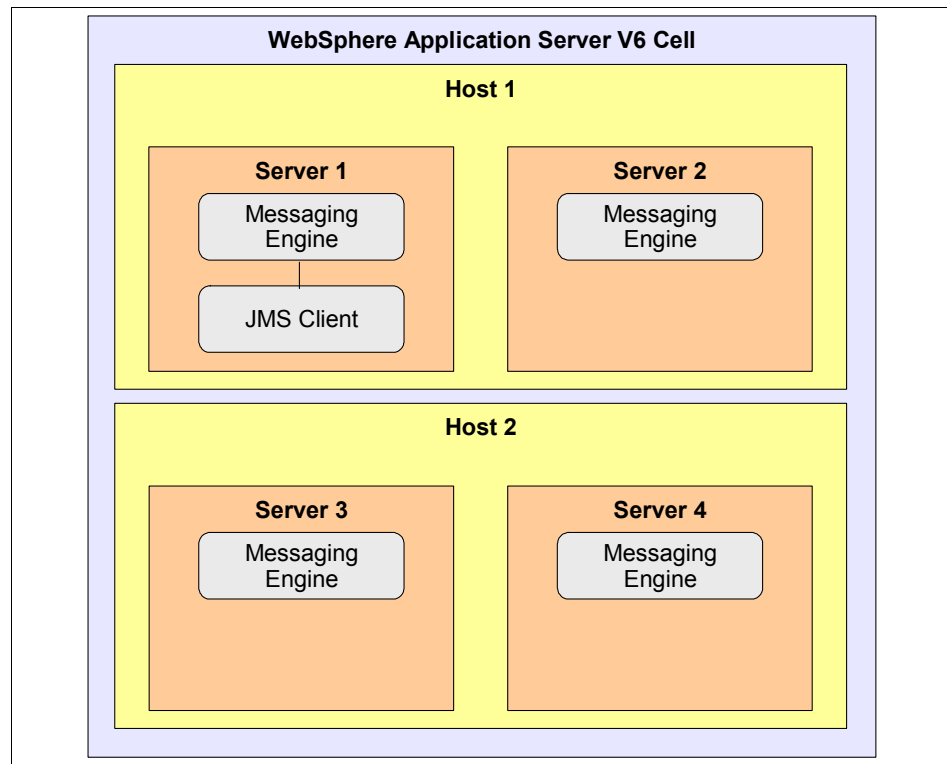 WebSphere Application Server V6 Cell
Host 1
Server 1
Messaging
Engine
JMS Client
Server 2
Messaging
Engine
Host 2
Server 3
Messaging
Engine
Server 4
Messaging
Engine